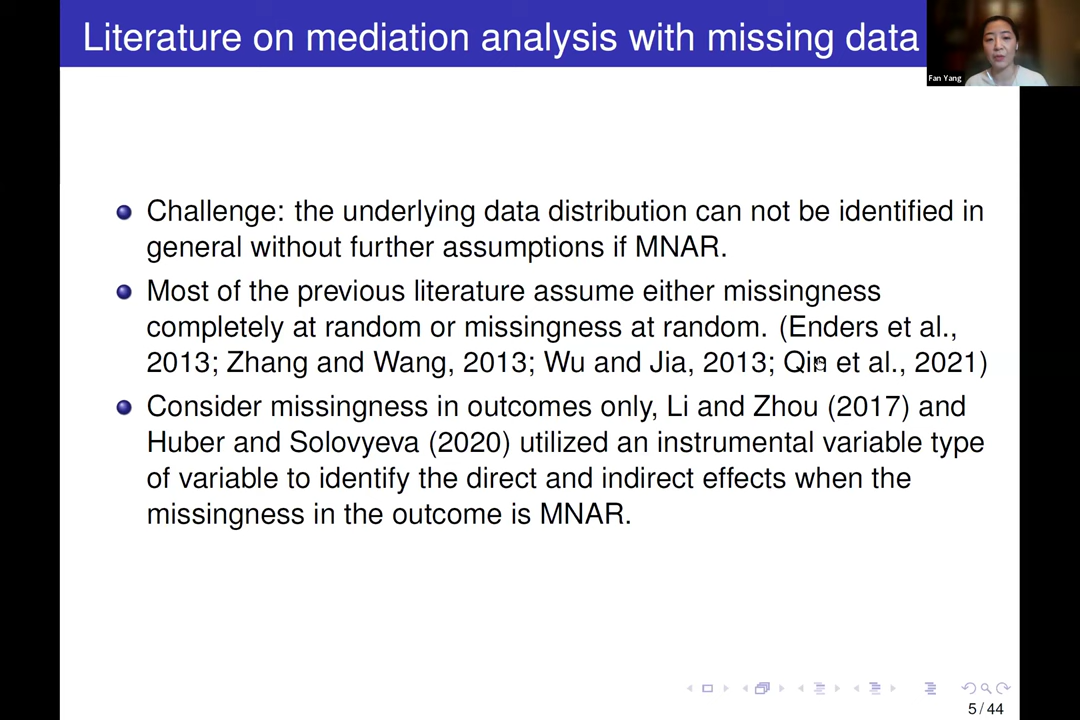 Literature on mediation analysis with missing data
Fan Yang
Challenge: the underlying data distribution can not be identified in
general without further assumptions if MNAR.
Most of the previous literature assume either missingness
completely at random or missingness at random. (Enders et al.,
2013; Zhang and Wang, 2013; Wu and Jia, 2013; Qin et al., 2021)
Consider missingness in outcomes only, Li and Zhou (2017) and
Huber and Solovyeva (2020) utilized an instrumental variable type
of variable to identify the direct and indirect effects when the
missingness in the outcome is MNAR.
5 / 44